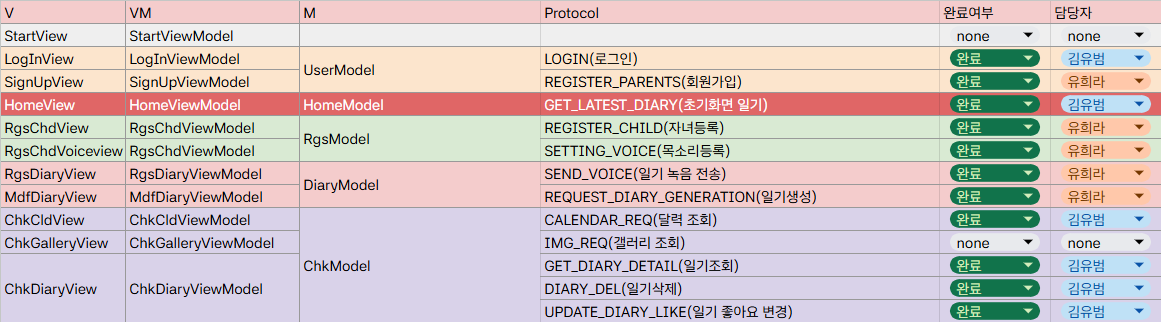 V VM M Protocol 완료여부 담당자
StartView StartViewModel none none
LogInView LogInViewModel UserModel LOGIN(로그인) 완료 김유범
SignUpView SignUpViewModel REGISTER_PARENTS(회원가입) 완료 유희라
HomeView HomeViewModel HomeModel GET_LATEST_DIARY(초기화면 일기) 완료 김유범
RgsChdView RgsChdViewModel RgsModel REGISTER_CHILD(자녀등록) 완료 유희라
RgsChdVoiceview RgsChdViewModel SETTING_VOICE(목소리등록) 완료 유희라
RgsDiaryView RgsDiaryViewModel DiaryModel SEND_VOICE(일기 녹음 전송) 완료 유희라
MdfDiaryView MdfDiaryViewModel REQUEST_DIARY_GENERATION(일기생성) 완료 유희라
ChkCldView ChkCldViewModel ChkModel CALENDAR_REQ(달력 조회) 완료 김유범
ChkGalleryView ChkGalleryViewModel IMG_REQ(갤러리 조회) none none
ChkDiaryView ChkDiaryViewModel GET_DIARY_DETAIL(일기조회) 완료 김유범
DIARY_DEL(일기삭제) 완료 김유범
UPDATE_DIARY_LIKE(일기 좋아요 변경) 완료 김유범